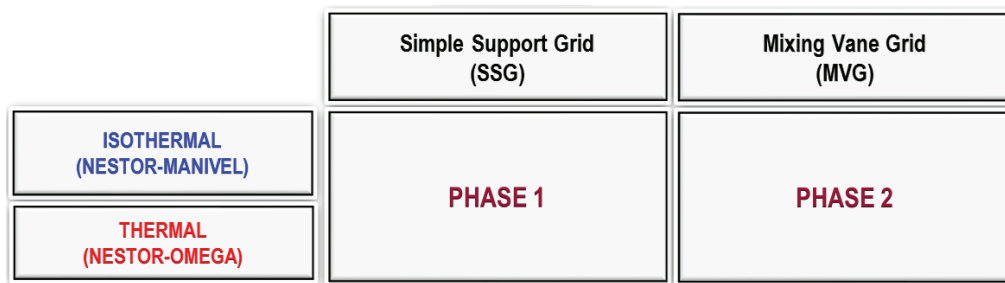 Simple Support Grid
(SSG)
Mixing Vane Grid
(MVG)
ISOTHERMAL
(NESTOR-MANIVEL)
PHASE 1
PHASE 2
THERMAL
(NESTOR-OMEGA)